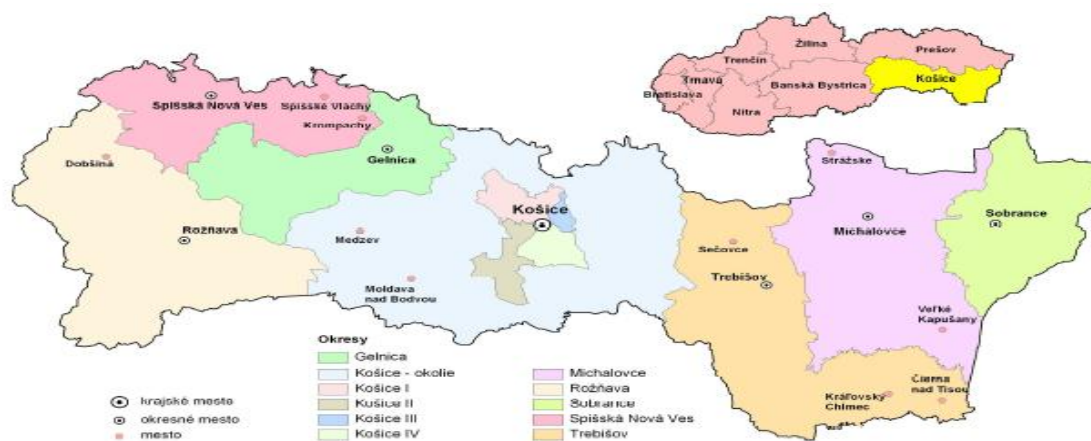 Žilina
Prešov
Trenčín
Košice
Trnava
Banská Bystrica
Bratislava
Nitra
Spišská Nová Ves
Spišské Vlachy
Krompachy
Dobšiná
Gelnica
Strážske
Košice
Sobrance
Rožňava
Medzev
Michalovce
Sečovce
Trebišov
Moldava
nad Bodvou
Veľké
Kapušany
Čierna
nad Tisou
Kráľovský
Chlmec
Okresy
Gelnica
Košice - okolie
Košice I
Košice II
Košice III
Košice IV
Michalovce
Rožňava
Sobrance
Spišská Nová Ves
Trebišov
krajské mesto
okresné mesto
mesto